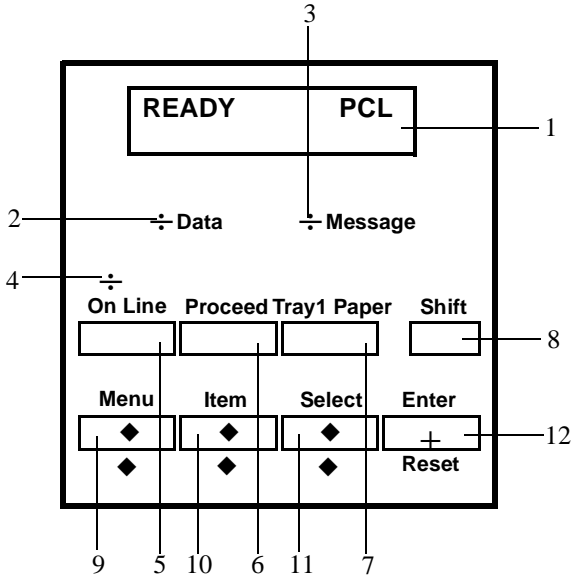 3
READY PCL
1
2 ÷ Data ÷ Message
4 ÷
On Line Proceed Tray1 Paper Shift
8
Menu Item Select Enter
◆ ◆ ◆ + 12
◆ ◆ ◆ Reset
9 5 10 6 11 7